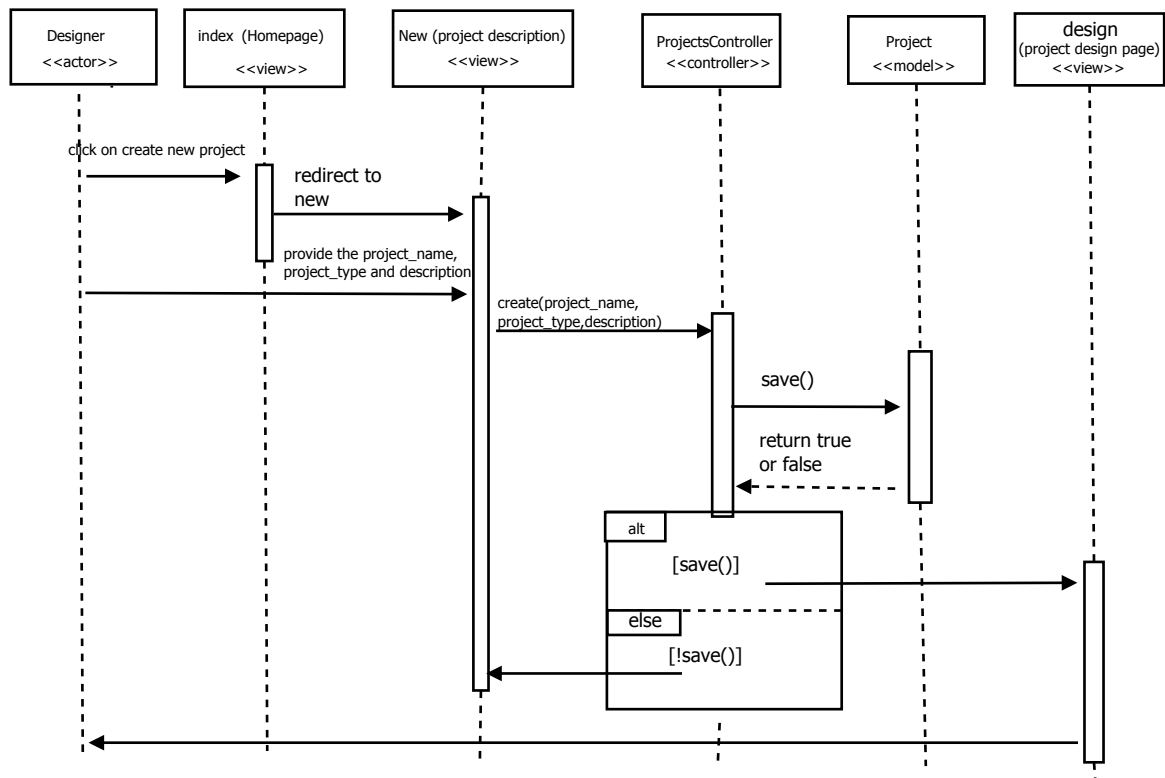 Designer
<<actor>>
index (Homepage)
<<view>>
New (project description)
<<view>>
ProjectsController
<<controller>>
Project
<<model>>
design
(project design page)
<<view>>
click on create new project
redirect to
new
provide the project_name,
project_type and description
create(project_name,
project_type,description)
save()
return true
or false
alt
[save()]
else
[!save()]